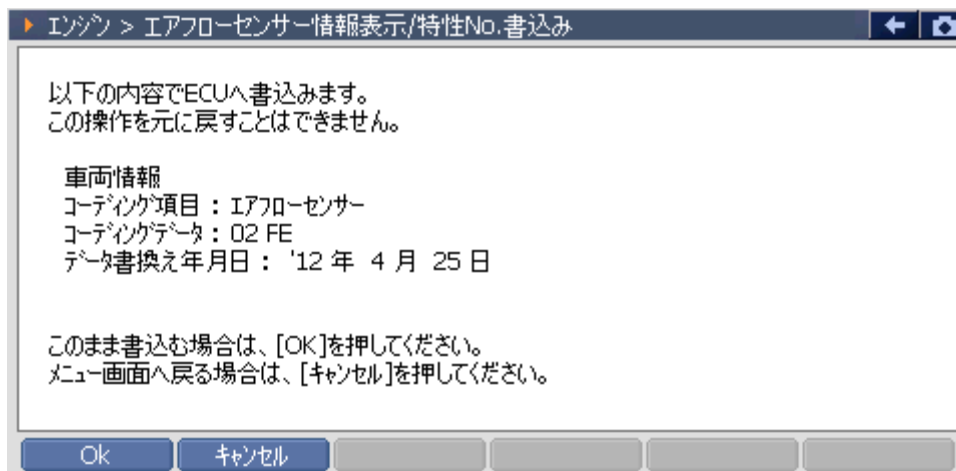 エンジン > エアフローセンサー情報表示/特性No.書込み
以下の内容でECUへ書込みます。
この操作を元に戻すことはできません。
車両情報
ｺｰﾃﾞｨﾝｸﾞ項目：ｴｱﾌﾛｰｾﾝｻｰ
ｺｰﾃﾞｨﾝｸﾞﾃﾞｰﾀ：02 FE
ﾃﾞｰﾀ書換え年月日： '12 年 4 月 25 日
このまま書込む場合は、[OK]を押してください。
メニュー画面へ戻る場合は、[キャンセル]を押してください。
Ok
キャンセル